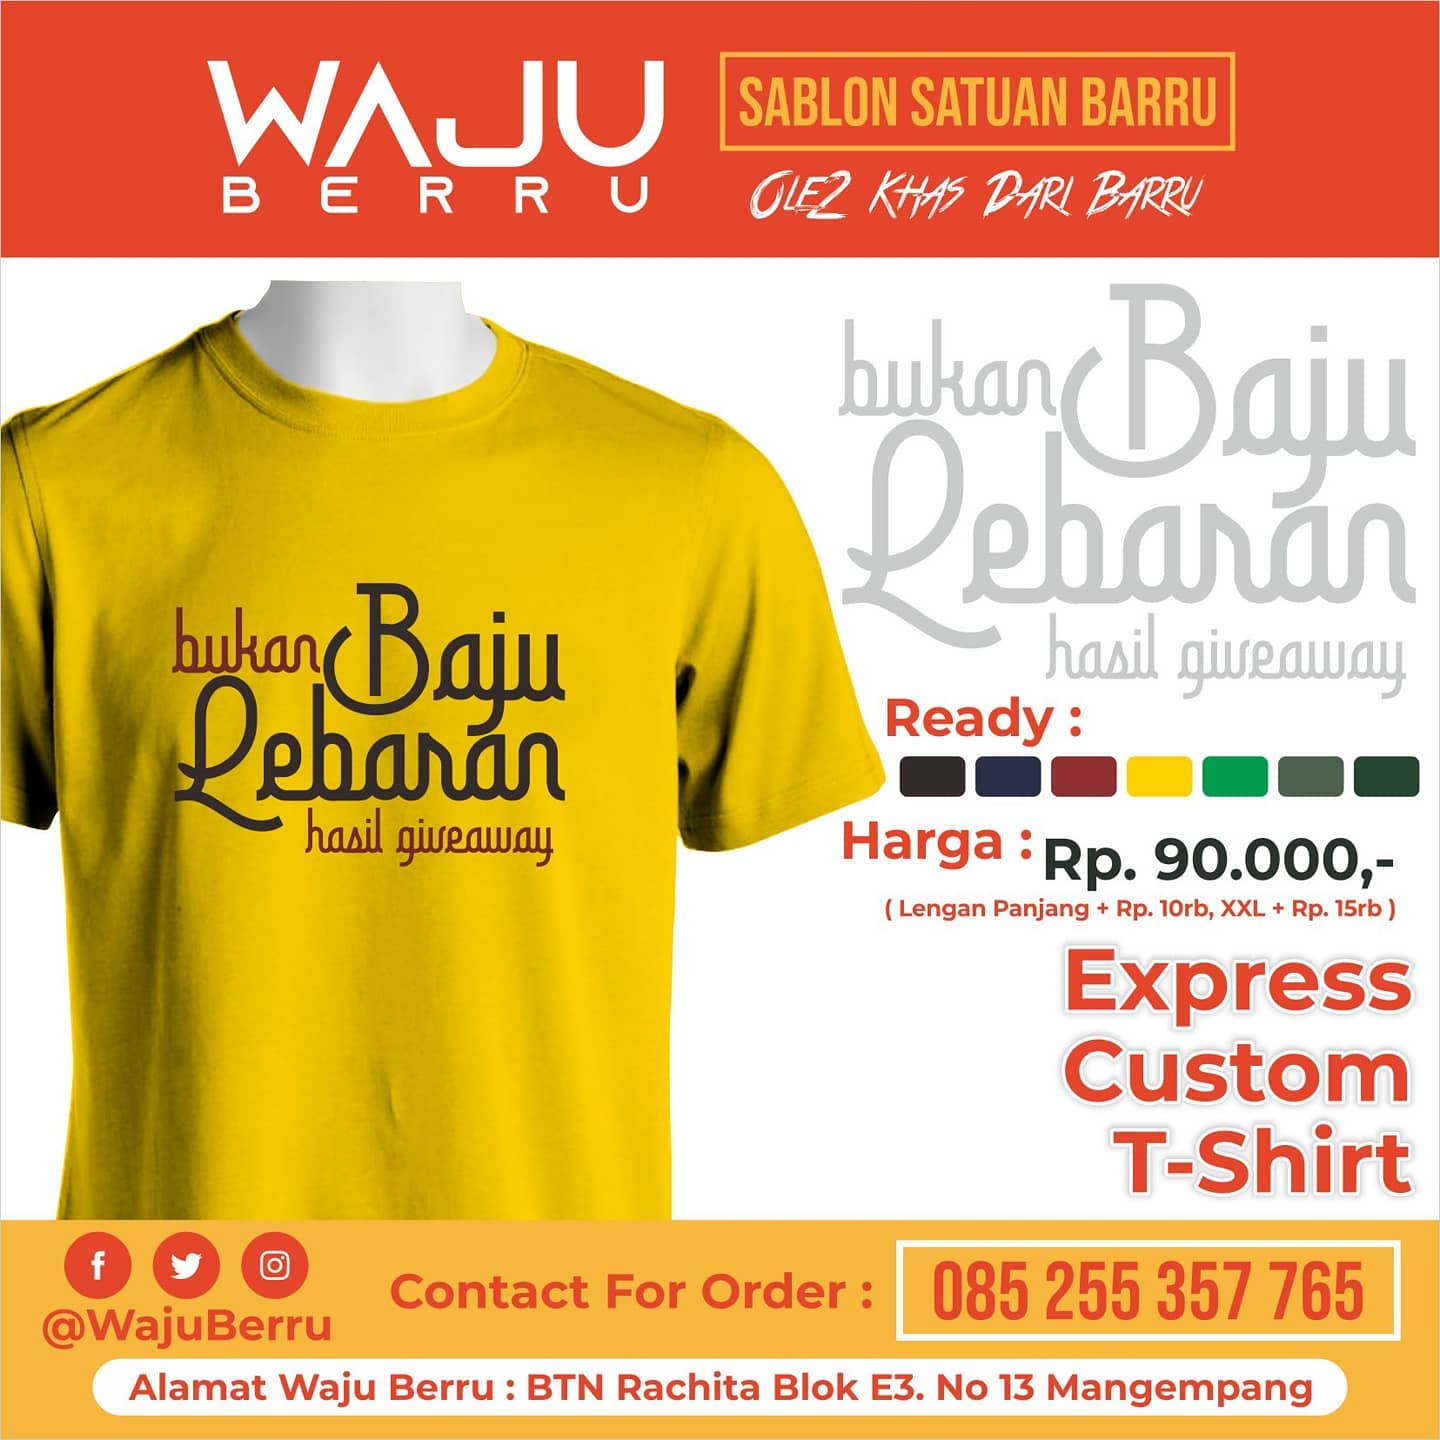 WAJU
BERRU
SABLON SATUAN BARRU
OLE2 KHAS DARI BARRU
bukan Baju
Lebaran
hasil giveaway
bukan Baju
Lebaran
hasil giveaway
Ready :
Harga : Rp. 90.000,-
( Lengan Panjang + Rp. 10rb, XXL + Rp. 15rb )
Express
Custom
T-Shirt
@WajuBerru
Contact For Order : 085 255 357 765
Alamat Waju Berru : BTN Rachita Blok E3. No 13 Mangempang